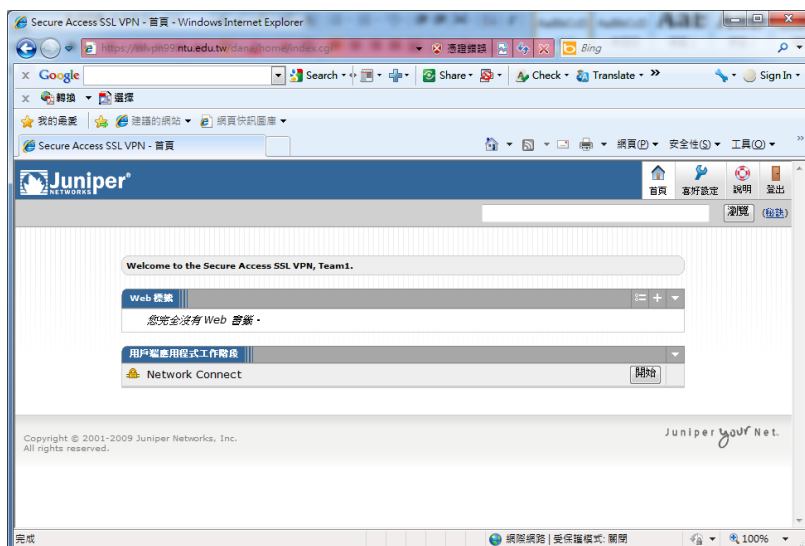 Secure Access SSL VPN - 首頁 - Windows Internet Explorer
ntu.edu.tw/dana/home/index.cgi 憑證錯誤 Bing
Google Search Share Check Translate Sign In
轉換 選擇
我的最愛 建議的網站 網頁快訊圖庫
Secure Access SSL VPN - 首頁 網頁(P) 安全性(S) 工具(O)
Juniper NETWORKS
首頁 喜好設定 說明 登出
瀏覽 (秘訣)
Welcome to the Secure Access SSL VPN, Team1.
Web 標籤
您完全沒有 Web 書籤。
用戶端應用程式工作階段
Network Connect 開始
Copyright © 2001-2009 Juniper Networks, Inc.
All rights reserved.
Juniper your Net.
完成 網際網路 | 受保護模式: 關閉 100%